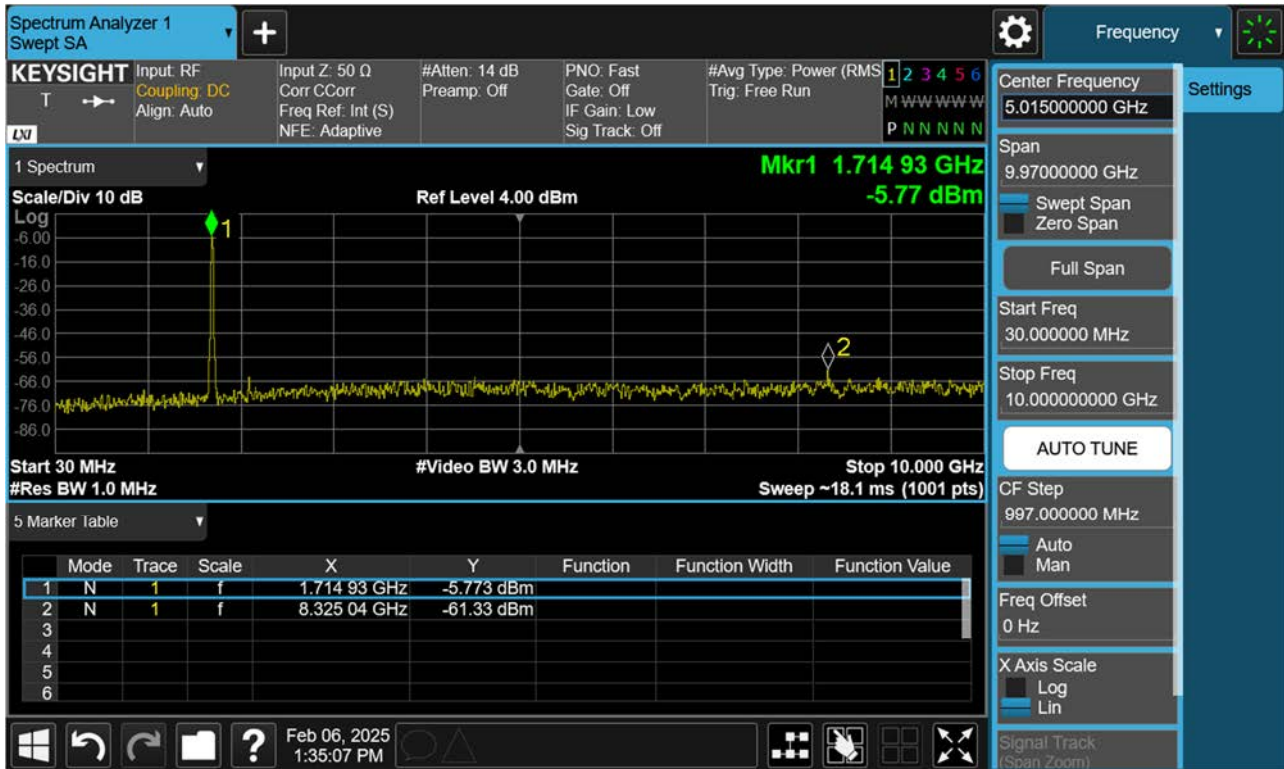 Spectrum Analyzer 1
Swept SA
+
Frequency
KEYSIGHT
T
LXI
Input: RF
Coupling: DC
Align: Auto
Input Z: 50 Ω
Corr CCorr
Freq Ref: Int (S)
NFE: Adaptive
#Atten: 14 dB
Preamp: Off
PNO: Fast
Gate: Off
IF Gain: Low
Sig Track: Off
#Avg Type: Power (RMS
Trig: Free Run
1 2 3 4 5 6
M W W W W W
P N N N N N
1 Spectrum
Mkr1 1.714 93 GHz
Scale/Div 10 dB
Ref Level 4.00 dBm
-5.77 dBm
Log
-6.00
-16.0
-26.0
-36.0
-46.0
-56.0
-66.0
-76.0
-86.0
1
2
Start 30 MHz
#Video BW 3.0 MHz
Stop 10.000 GHz
#Res BW 1.0 MHz
Sweep ~18.1 ms (1001 pts)
5 Marker Table
Mode Trace Scale X Y Function Function Width Function Value
1 N 1 f 1.714 93 GHz -5.773 dBm
2 N 1 f 8.325 04 GHz -61.33 dBm
3
4
5
6
?
Feb 06, 2025
1:35:07 PM
Center Frequency
5.015000000 GHz
Settings
Span
9.97000000 GHz
Swept Span
Zero Span
Full Span
Start Freq
30.000000 MHz
Stop Freq
10.000000000 GHz
AUTO TUNE
CF Step
997.000000 MHz
Auto
Man
Freq Offset
0 Hz
X Axis Scale
Log
Lin
Signal Track
(Span Zoom)